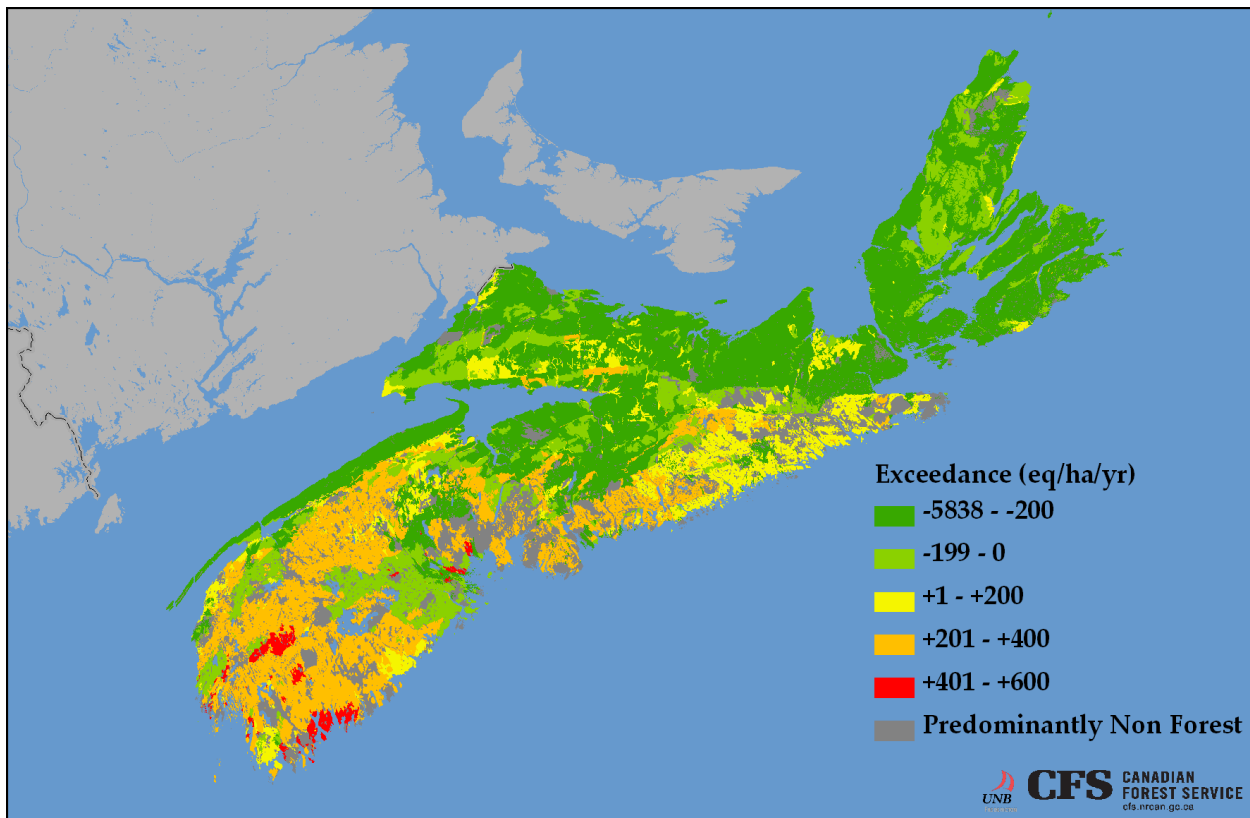 Exceedance (eq/ha/yr)
-5838 - -200
-199 - 0
+1 - +200
+201 - +400
+401 - +600
Predominantly Non Forest
UNB
CFS
CANADIAN
FOREST SERVICE
cfs.nrcan.gc.ca